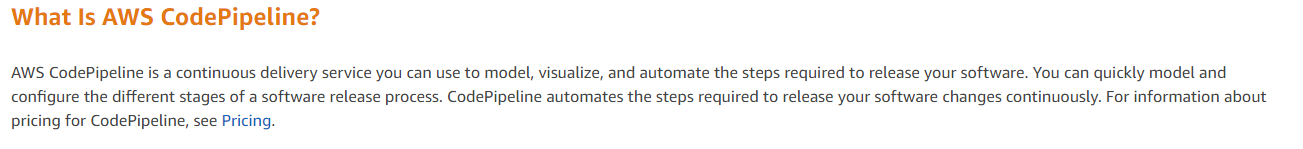 What Is AWS CodePipeline?
AWS CodePipeline is a continuous delivery service you can use to model, visualize, and automate the steps required to release your software. You can quickly model and
configure the different stages of a software release process. CodePipeline automates the steps required to release your software changes continuously. For information about
pricing for CodePipeline, see Pricing.